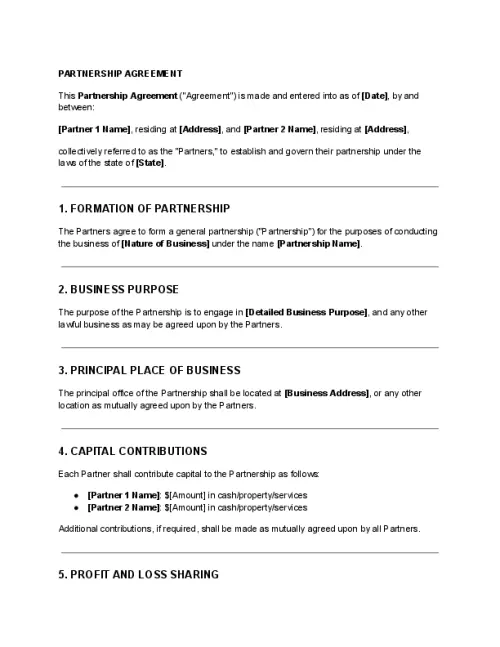 PARTNERSHIP AGREEMENT
This Partnership Agreement ("Agreement") is made and entered into as of [Date], by and
between:
[Partner 1 Name], residing at [Address], and [Partner 2 Name], residing at [Address],
collectively referred to as the "Partners," to establish and govern their partnership under the
laws of the state of [State].
1. FORMATION OF PARTNERSHIP
The Partners agree to form a general partnership ("Partnership") for the purposes of conducting
the business of [Nature of Business] under the name [Partnership Name].
2. BUSINESS PURPOSE
The purpose of the Partnership is to engage in [Detailed Business Purpose], and any other
lawful business as may be agreed upon by the Partners.
3. PRINCIPAL PLACE OF BUSINESS
The principal office of the Partnership shall be located at [Business Address], or any other
location as mutually agreed upon by the Partners.
4. CAPITAL CONTRIBUTIONS
Each Partner shall contribute capital to the Partnership as follows:
● [Partner 1 Name]: $[Amount] in cash/property/services
● [Partner 2 Name]: $[Amount] in cash/property/services
Additional contributions, if required, shall be made as mutually agreed upon by all Partners.
5. PROFIT AND LOSS SHARING